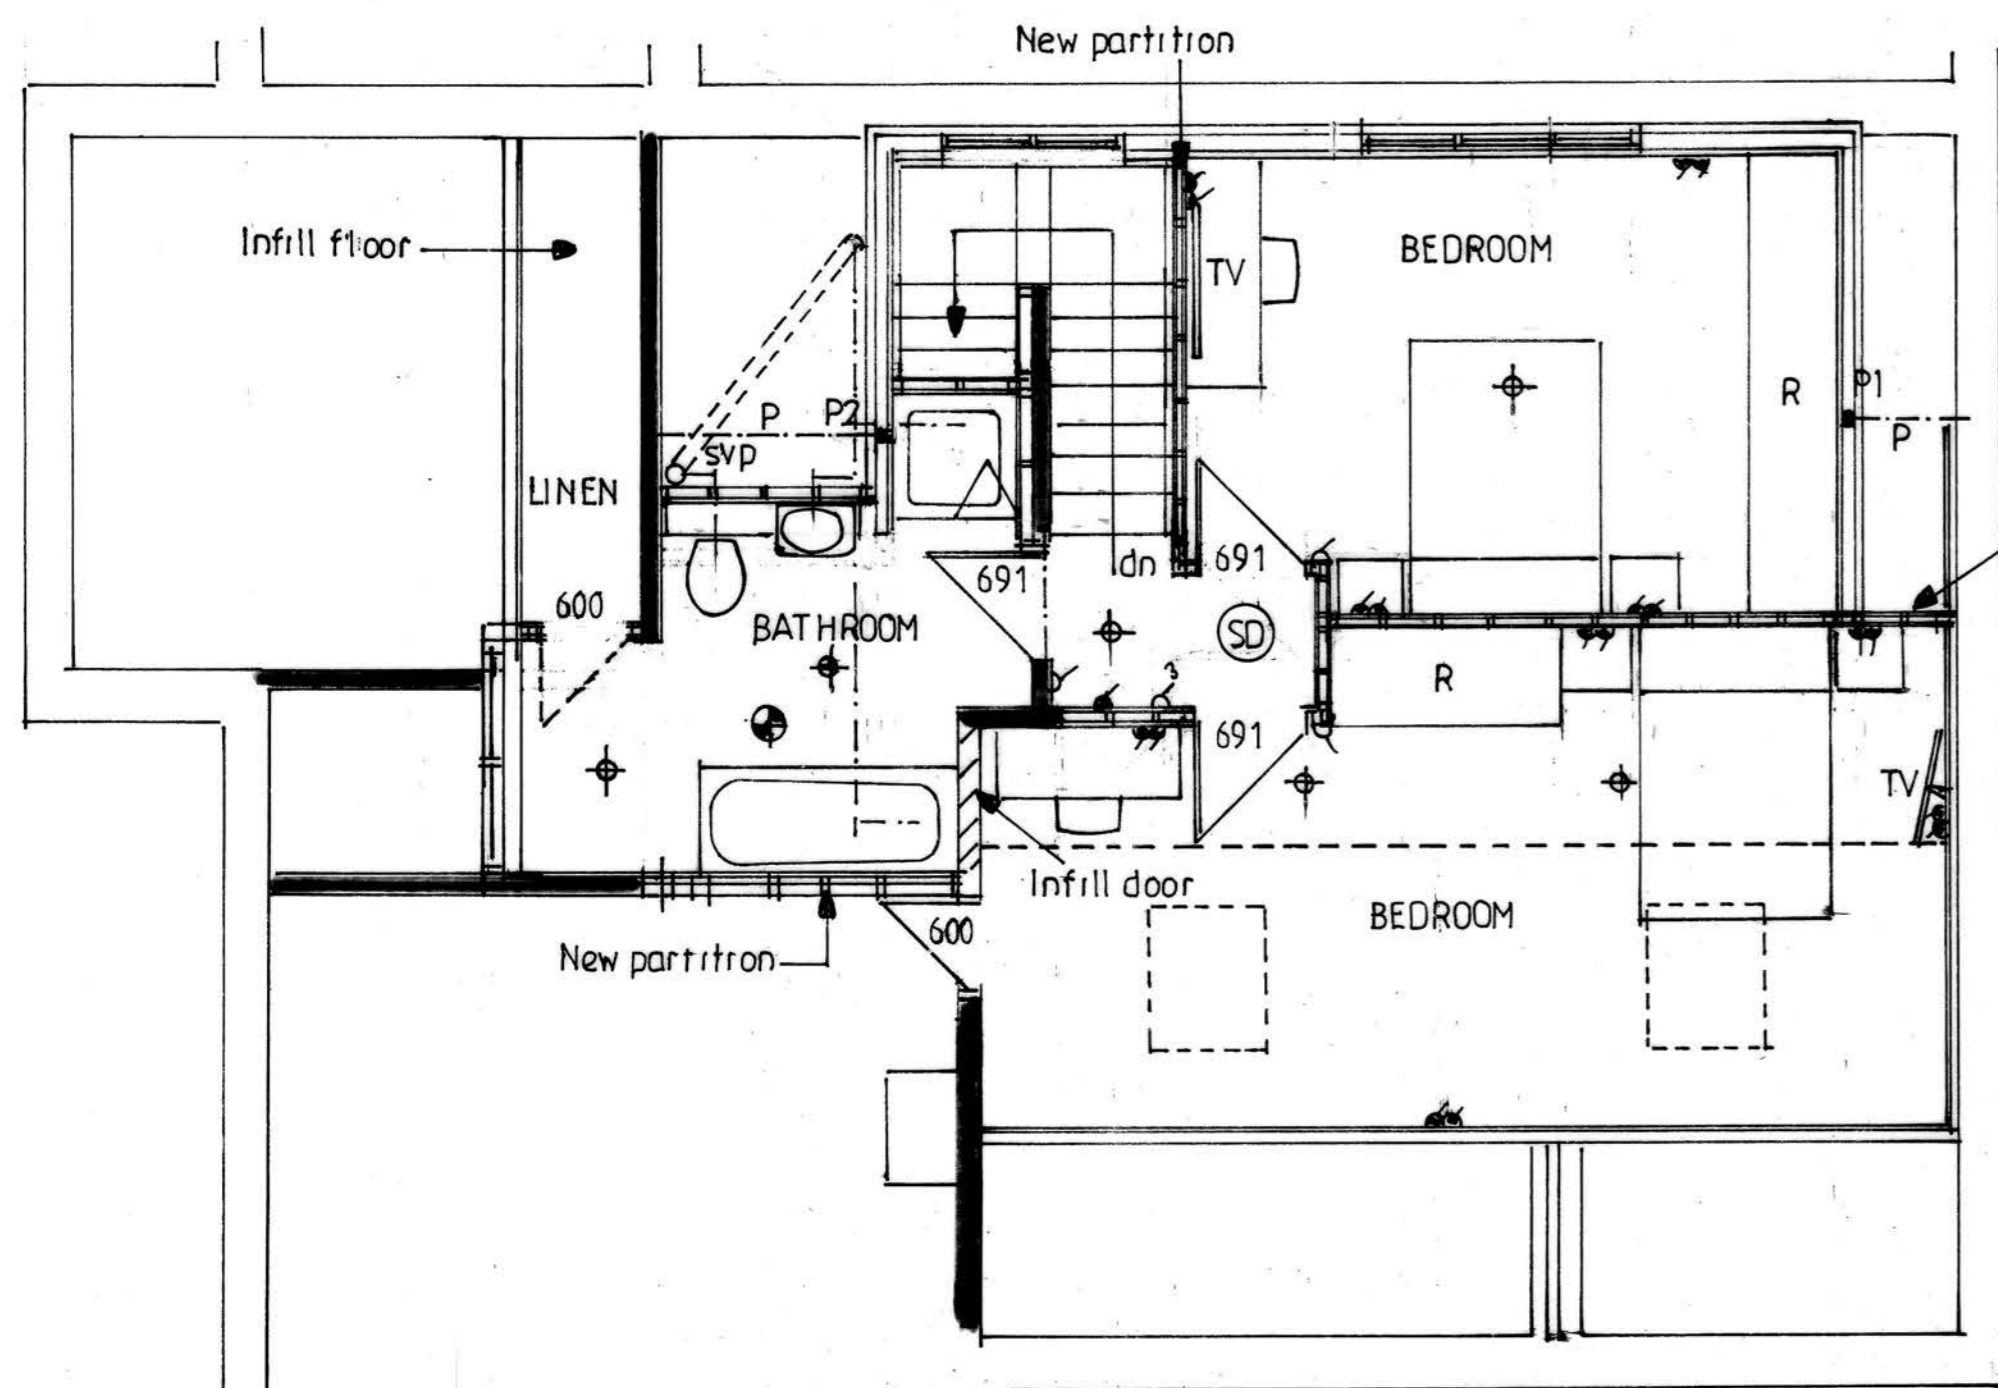 New partition
Infill floor
BEDROOM
TV
R
P1
P
P
P2
svp
LINEN
600
691
dn
691
SD
BATHROOM
3
R
691
TV
Infill door
BEDROOM
600
New partition